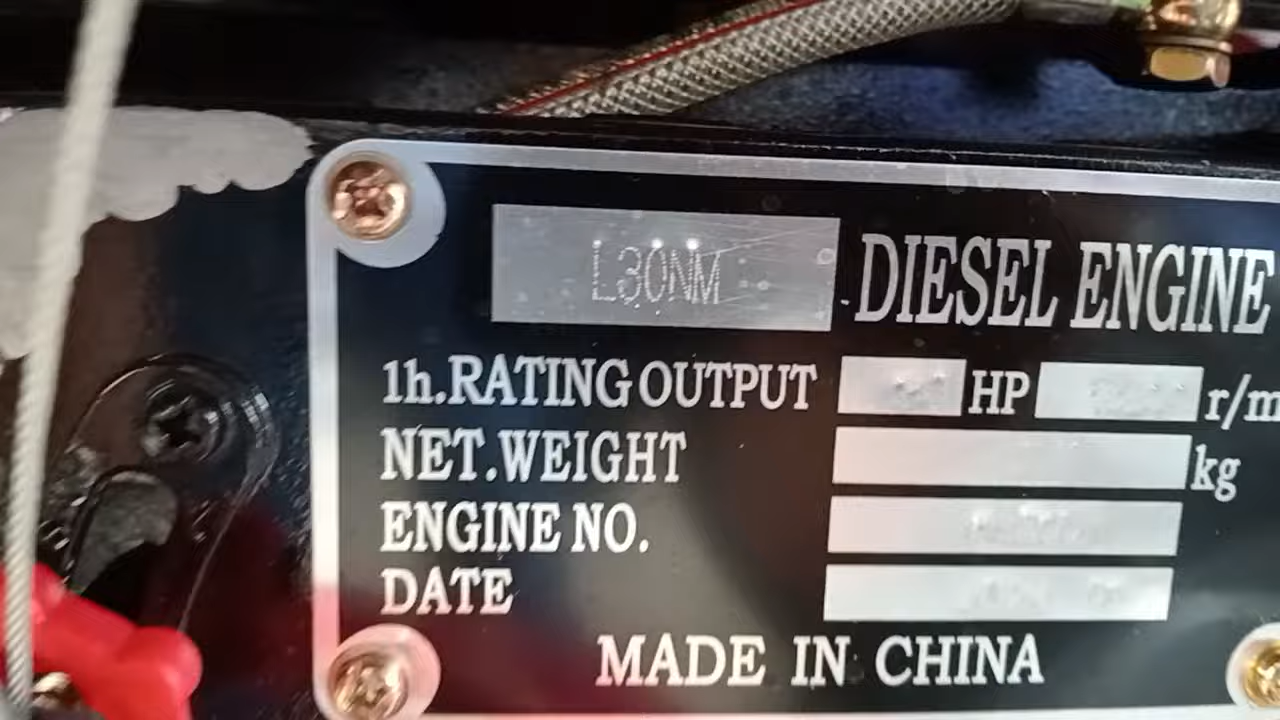 L30NM DIESEL ENGINE
1h.RATING OUTPUT HP r/m
NET.WEIGHT kg
ENGINE NO.
DATE
MADE IN CHINA